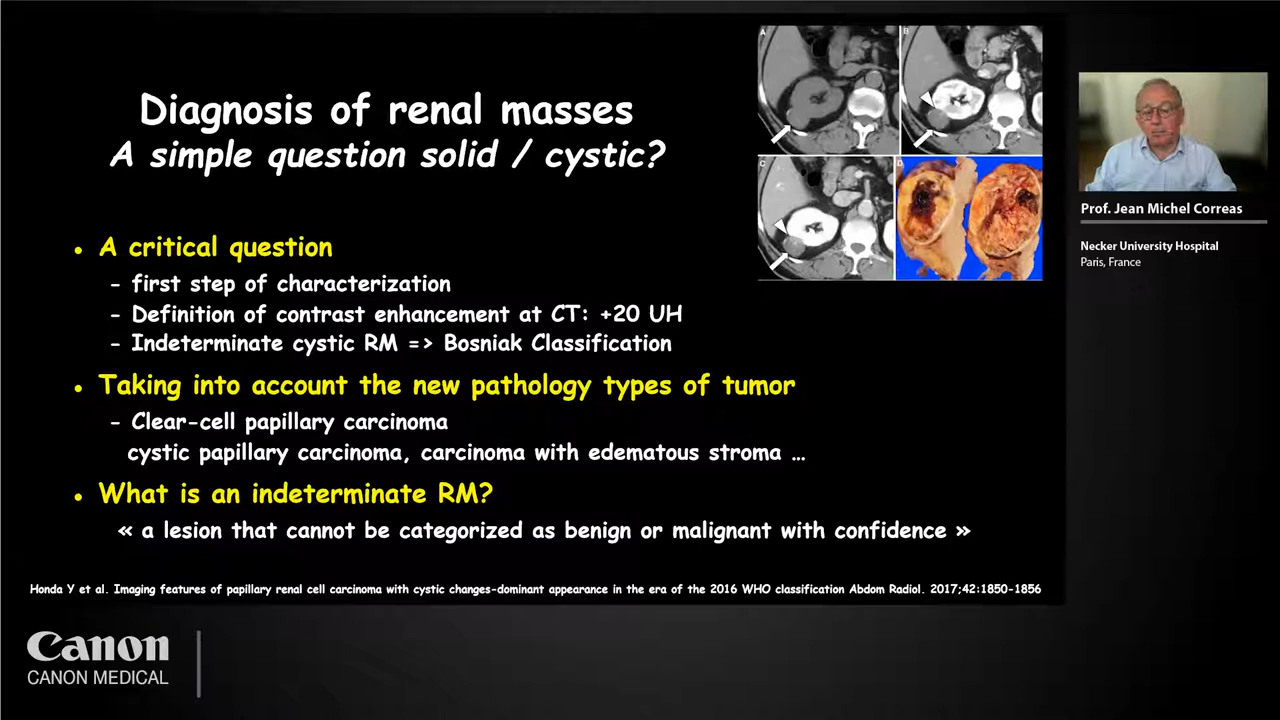 Diagnosis of renal masses
A simple question solid / cystic?
• A critical question
- first step of characterization
- Definition of contrast enhancement at CT: +20 UH
- Indeterminate cystic RM => Bosniak Classification
• Taking into account the new pathology types of tumor
- Clear-cell papillary carcinoma
cystic papillary carcinoma, carcinoma with edematous stroma ...
• What is an indeterminate RM?
« a lesion that cannot be categorized as benign or malignant with confidence »
Honda Y et al. Imaging features of papillary renal cell carcinoma with cystic changes-dominant appearance in the era of the 2016 WHO classification Abdom Radiol. 2017;42:1850-1856
A
B
C
D
Prof. Jean Michel Correas
Necker University Hospital
Paris, France
Canon
CANON MEDICAL